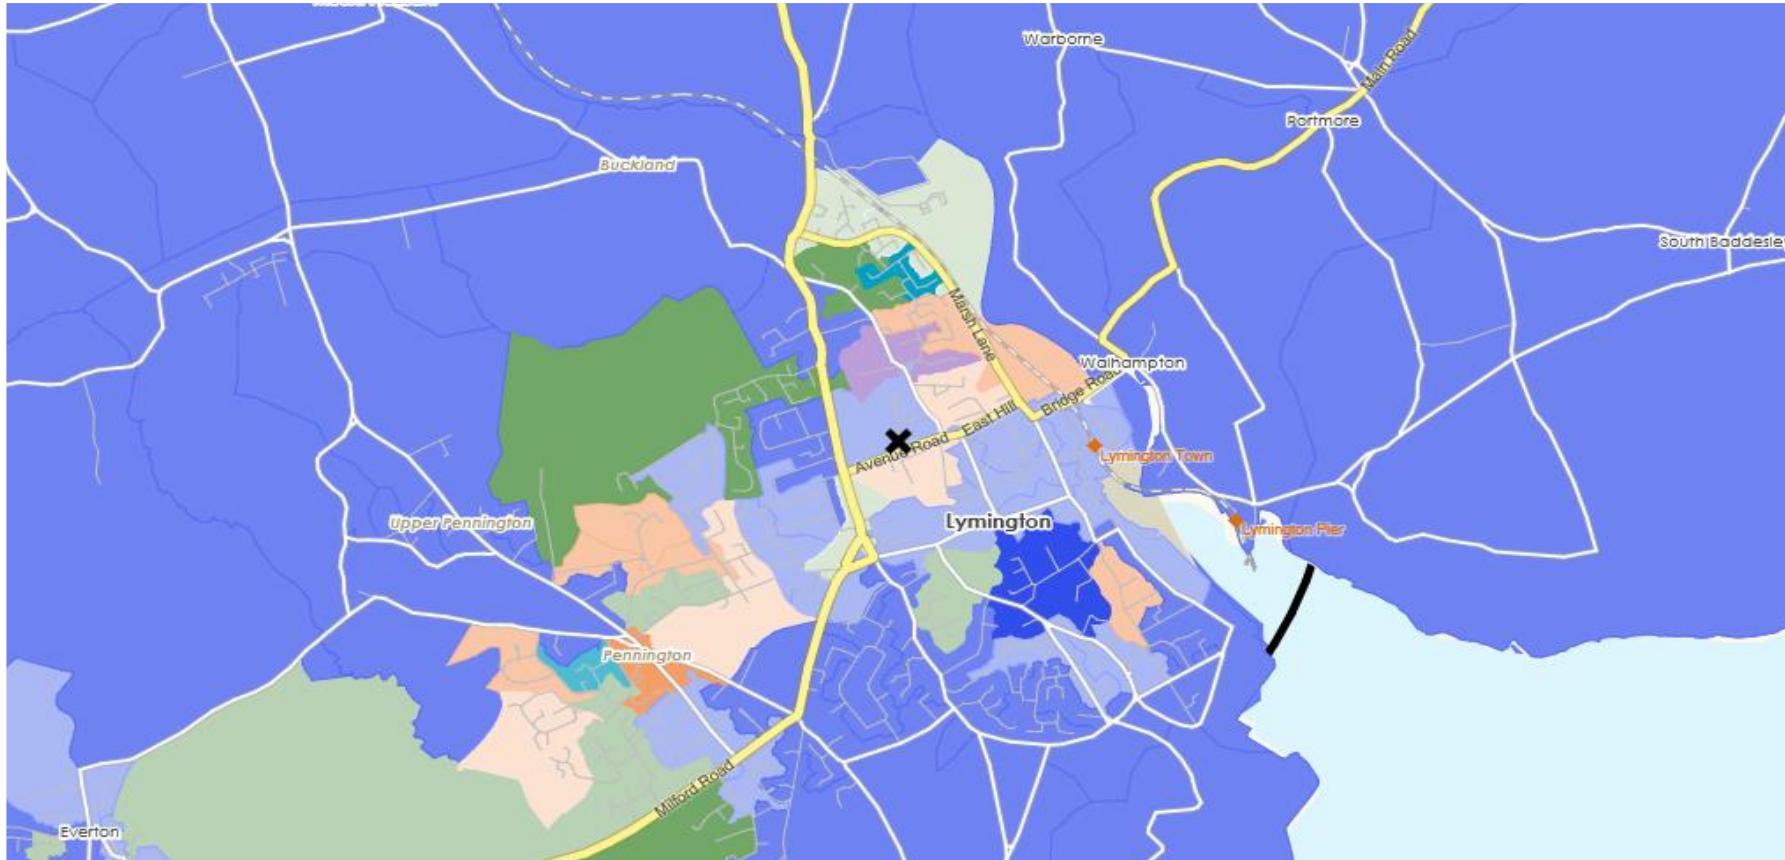 Warborne
Main Road
Portmore
Buckland
South Baddesley
Marsh Lane
Walhampton
Bridge Road
East Hill
Avenue Road
Lymington Town
Upper Pennington
Lymington
Lymington Pier
Pennington
Milford Road
Everton